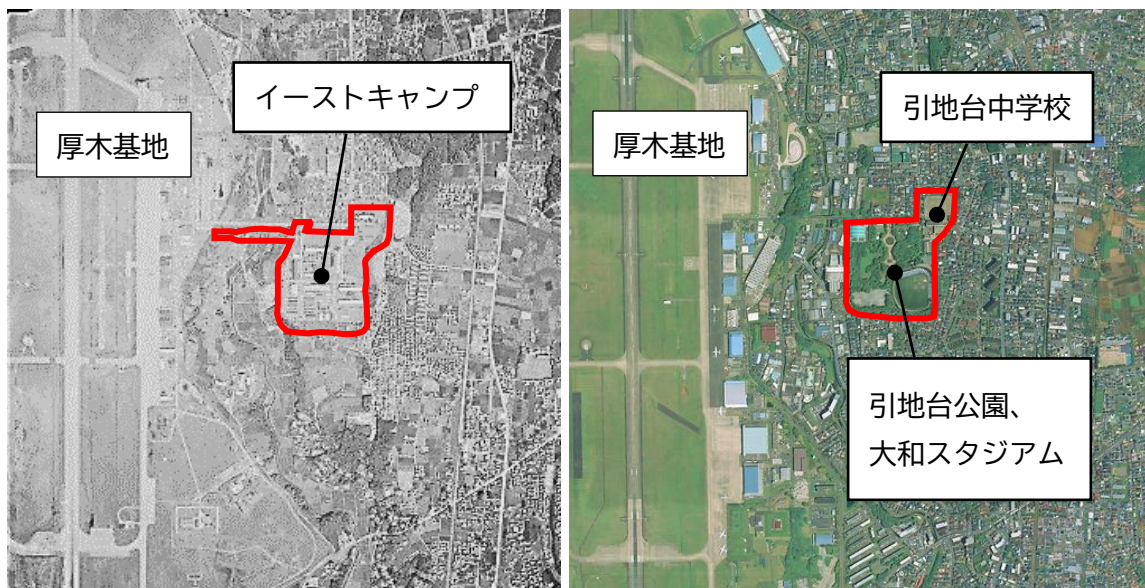 イーストキャンプ
厚木基地
引地台中学校
厚木基地
引地台公園、
大和スタジアム